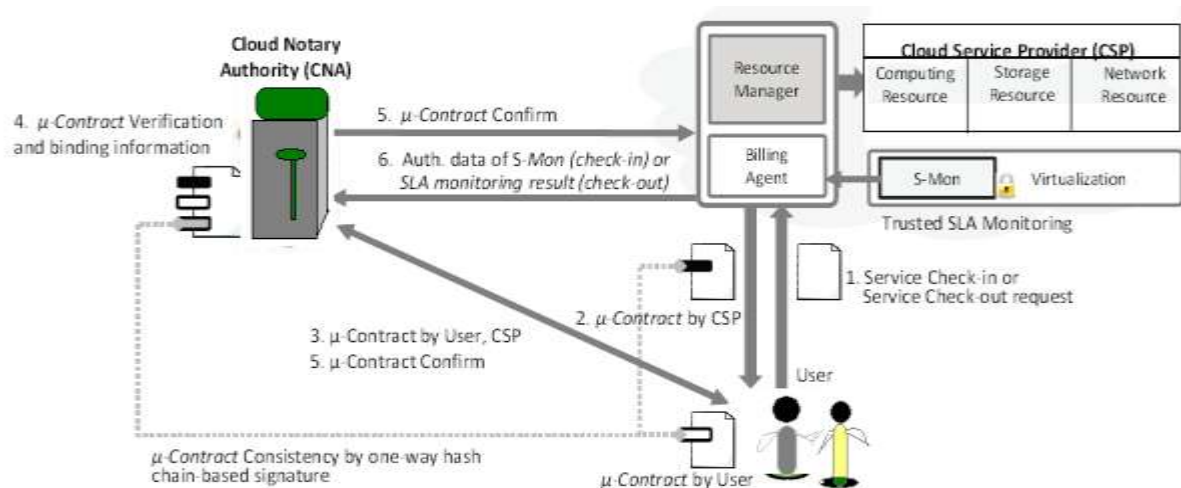 Cloud Notary
Authority (CNA)
4. μ-Contract Verification
and binding information
5. μ-Contract Confirm
6. Auth. data of S-Mon (check-in) or
SLA monitoring result (check-out)
Resource
Manager
Billing
Agent
Cloud Service Provider (CSP)
Computing
Resource
Storage
Resource
Network
Resource
S-Mon
Virtualization
Trusted SLA Monitoring
1. Service Check-in or
Service Check-out request
2. μ-Contract by CSP
3. μ-Contract by User, CSP
5. μ-Contract Confirm
User
μ-Contract Consistency by one-way hash
chain-based signature
μ-Contract by User